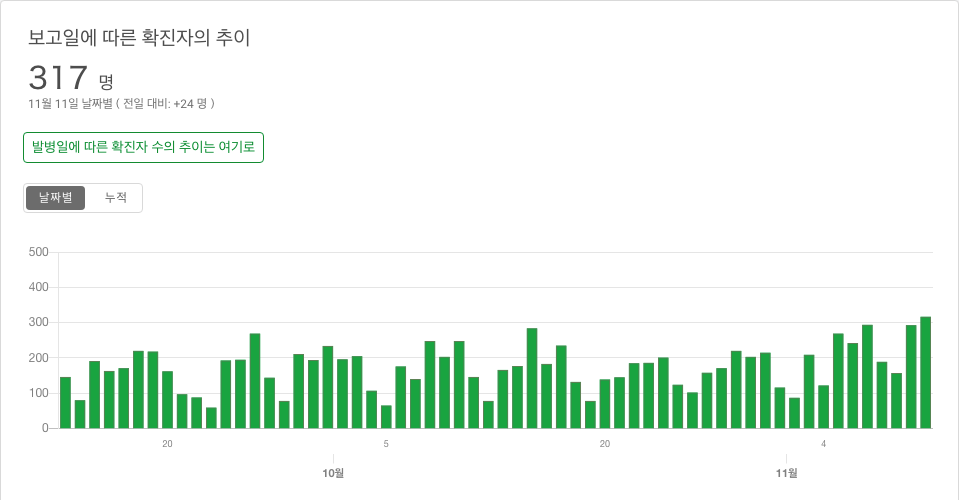 보고일에 따른 확진자의 추이
317 명
11월 11일 날짜별 ( 전일 대비: +24 명 )
발병일에 따른 확진자 수의 추이는 여기로
날짜별 누적
500
400
300
200
100
0
20 5 20 4
10월 11월